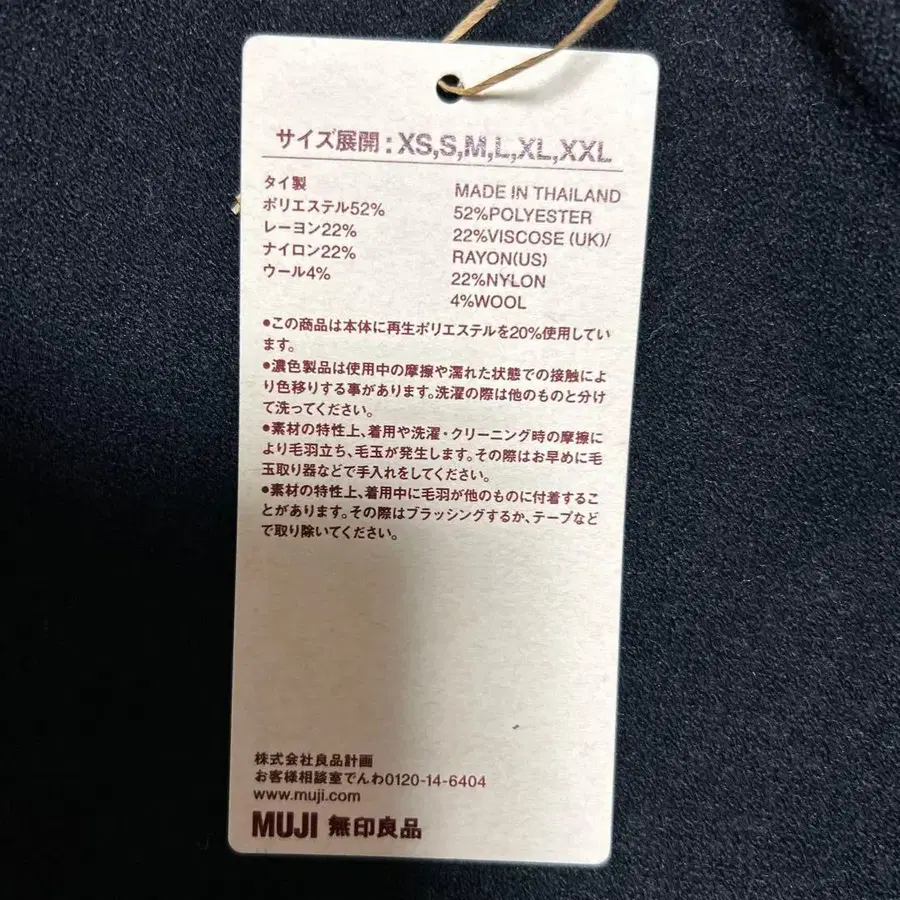 サイズ展開:XS,S,M,L,XL,XXL
タイ製
ポリエステル52%
レーヨン22%
ナイロン22%
ウール4%
MADE IN THAILAND
52%POLYESTER
22%VISCOSE (UK)/
RAYON(US)
22%NYLON
4%WOOL
●この商品は本体に再生ポリエステルを20%使用してい
ます。
●濃色製品は使用中の摩擦や濡れた状態での接触によ
り色移りする事があります。洗濯の際は他のものと分け
て洗ってください。
●素材の特性上、着用や洗濯・クリーニング時の摩擦に
より毛羽立ち、毛玉が発生します。その際はお早めに毛
玉取り器などで手入れをしてください。
●素材の特性上、着用中に毛羽が他のものに付着するこ
とがあります。その際はブラッシングするか、テープなど
で取り除いてください。
株式会社良品計画
お客様相談室でんわ0120-14-6404
www.muji.com
MUJI 無印良品